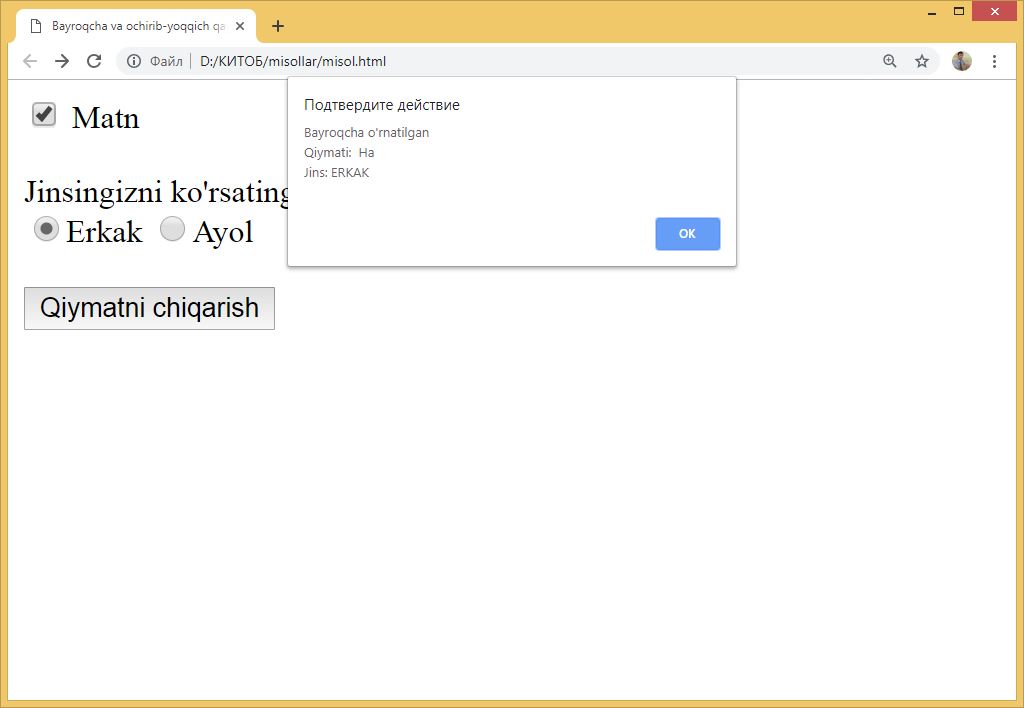 Bayroqcha va ochirib-yoqqich qa
Файл
D:/КИТОБ/misollar/misol.html
Подтвердите действие
Bayroqcha o'rnatilgan
Qiymati: Ha
Jins: ERKAK
OK
Matn
Jinsingizni ko'rsating
Erkak Ayol
Qiymatni chiqarish